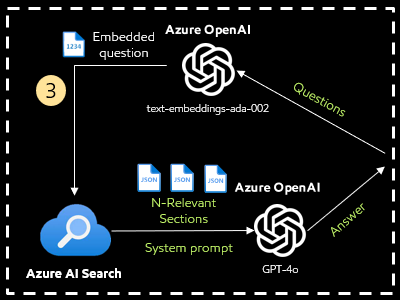 Azure OpenAI
1234
Embedded
question
3
text-embeddings-ada-002
Questions
JSON
JSON
JSON
N-Relevant
Sections
Azure OpenAI
System prompt
Answer
Azure AI Search
GPT-4o